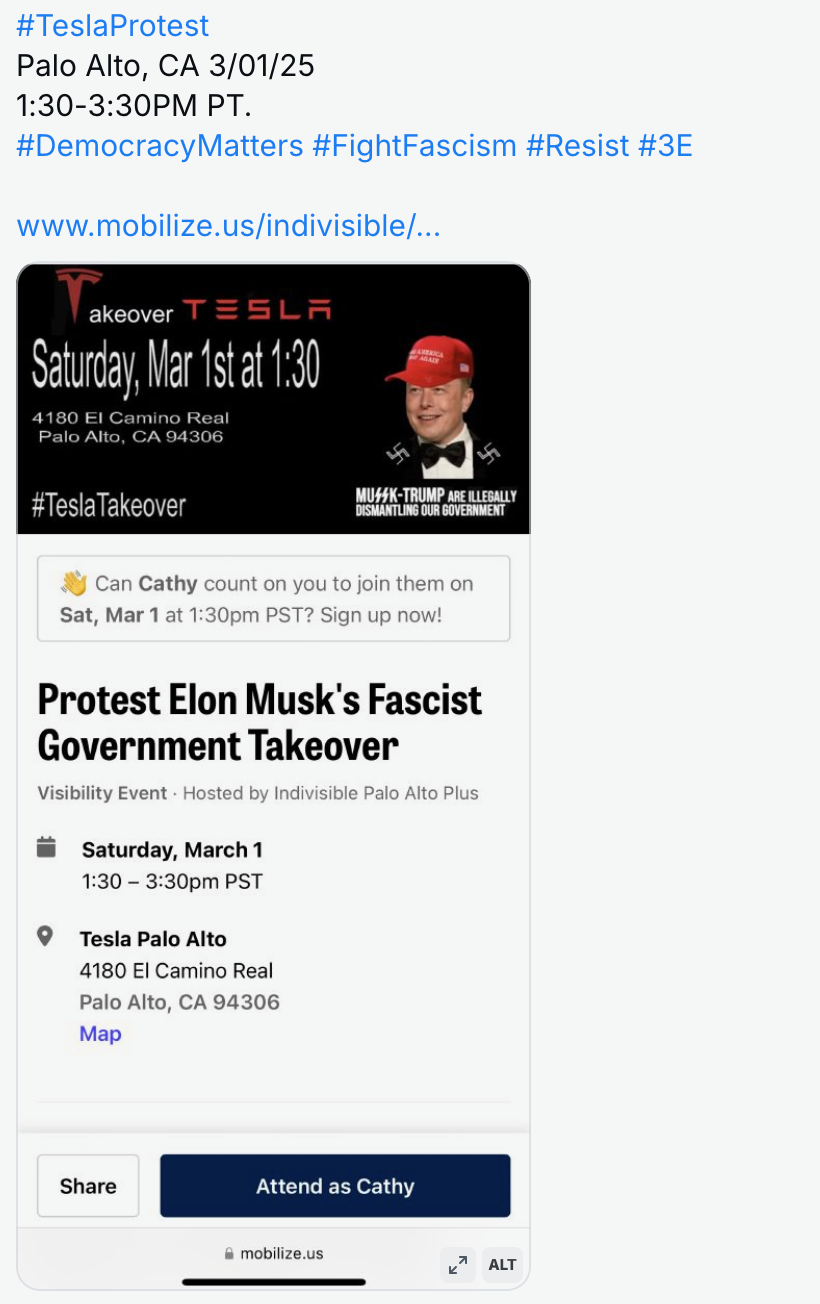 #TeslaProtest
Palo Alto, CA 3/01/25
1:30-3:30PM PT.
#DemocracyMatters #FightFascism #Resist #3E
www.mobilize.us/indivisible/...
Takeover TESLA
Saturday, Mar 1st at 1:30
4180 El Camino Real
Palo Alto, CA 94306
#TeslaTakeover
AMERICA
AGAIN
MUϟϟK-TRUMP ARE ILLEGALLY
DISMANTLING OUR GOVERNMENT
👋 Can Cathy count on you to join them on
Sat, Mar 1 at 1:30pm PST? Sign up now!
Protest Elon Musk's Fascist
Government Takeover
Visibility Event · Hosted by Indivisible Palo Alto Plus
Saturday, March 1
1:30 – 3:30pm PST
Tesla Palo Alto
4180 El Camino Real
Palo Alto, CA 94306
Map
Share
Attend as Cathy
mobilize.us
ALT